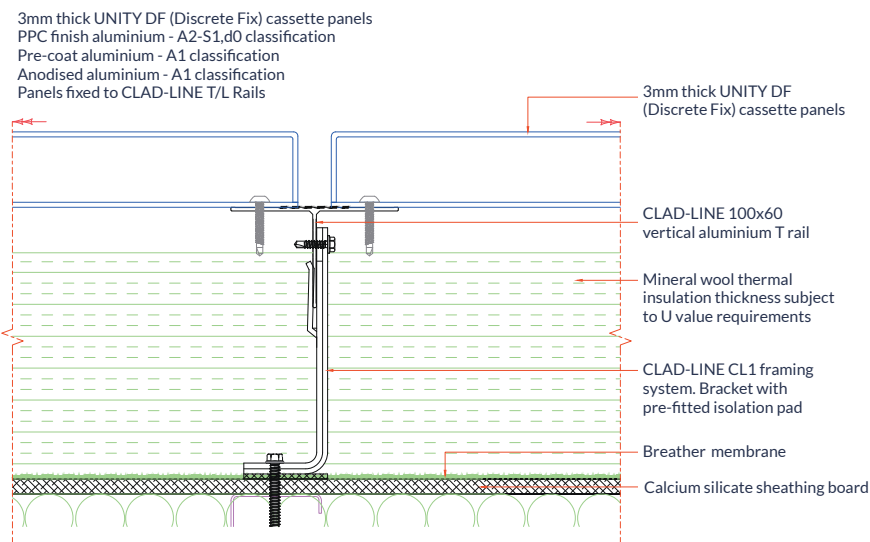 3mm thick UNITY DF (Discrete Fix) cassette panels
PPC finish aluminium - A2-S1,d0 classification
Pre-coat aluminium - A1 classification
Anodised aluminium - A1 classification
Panels fixed to CLAD-LINE T/L Rails
3mm thick UNITY DF
(Discrete Fix) cassette panels
CLAD-LINE 100x60
vertical aluminium T rail
Mineral wool thermal
insulation thickness subject
to U value requirements
CLAD-LINE CL1 framing
system. Bracket with
pre-fitted isolation pad
Breather membrane
Calcium silicate sheathing board